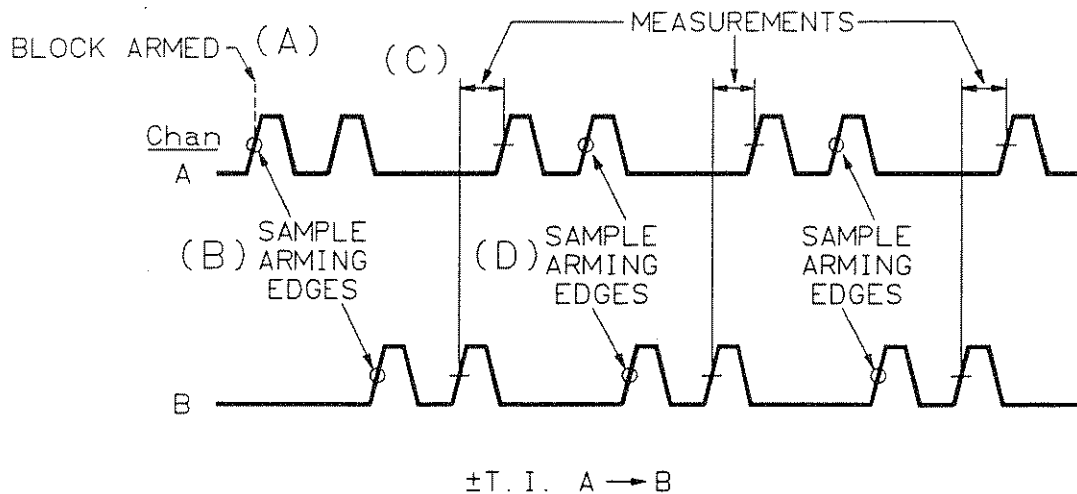 MEASUREMENTS
BLOCK ARMED
(A)
(C)
Chan
A
(B)
SAMPLE
ARMING
EDGES
(D)
SAMPLE
ARMING
EDGES
SAMPLE
ARMING
EDGES
B
±T.I. A → B